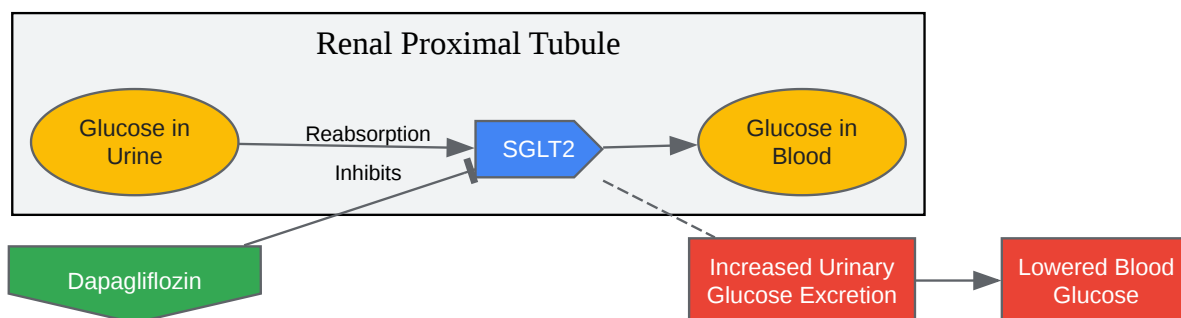 Renal Proximal Tubule
Glucose in
Urine
Reabsorption
Inhibits
SGLT2
Glucose in
Blood
Dapagliflozin
Increased Urinary
Glucose Excretion
Lowered Blood
Glucose